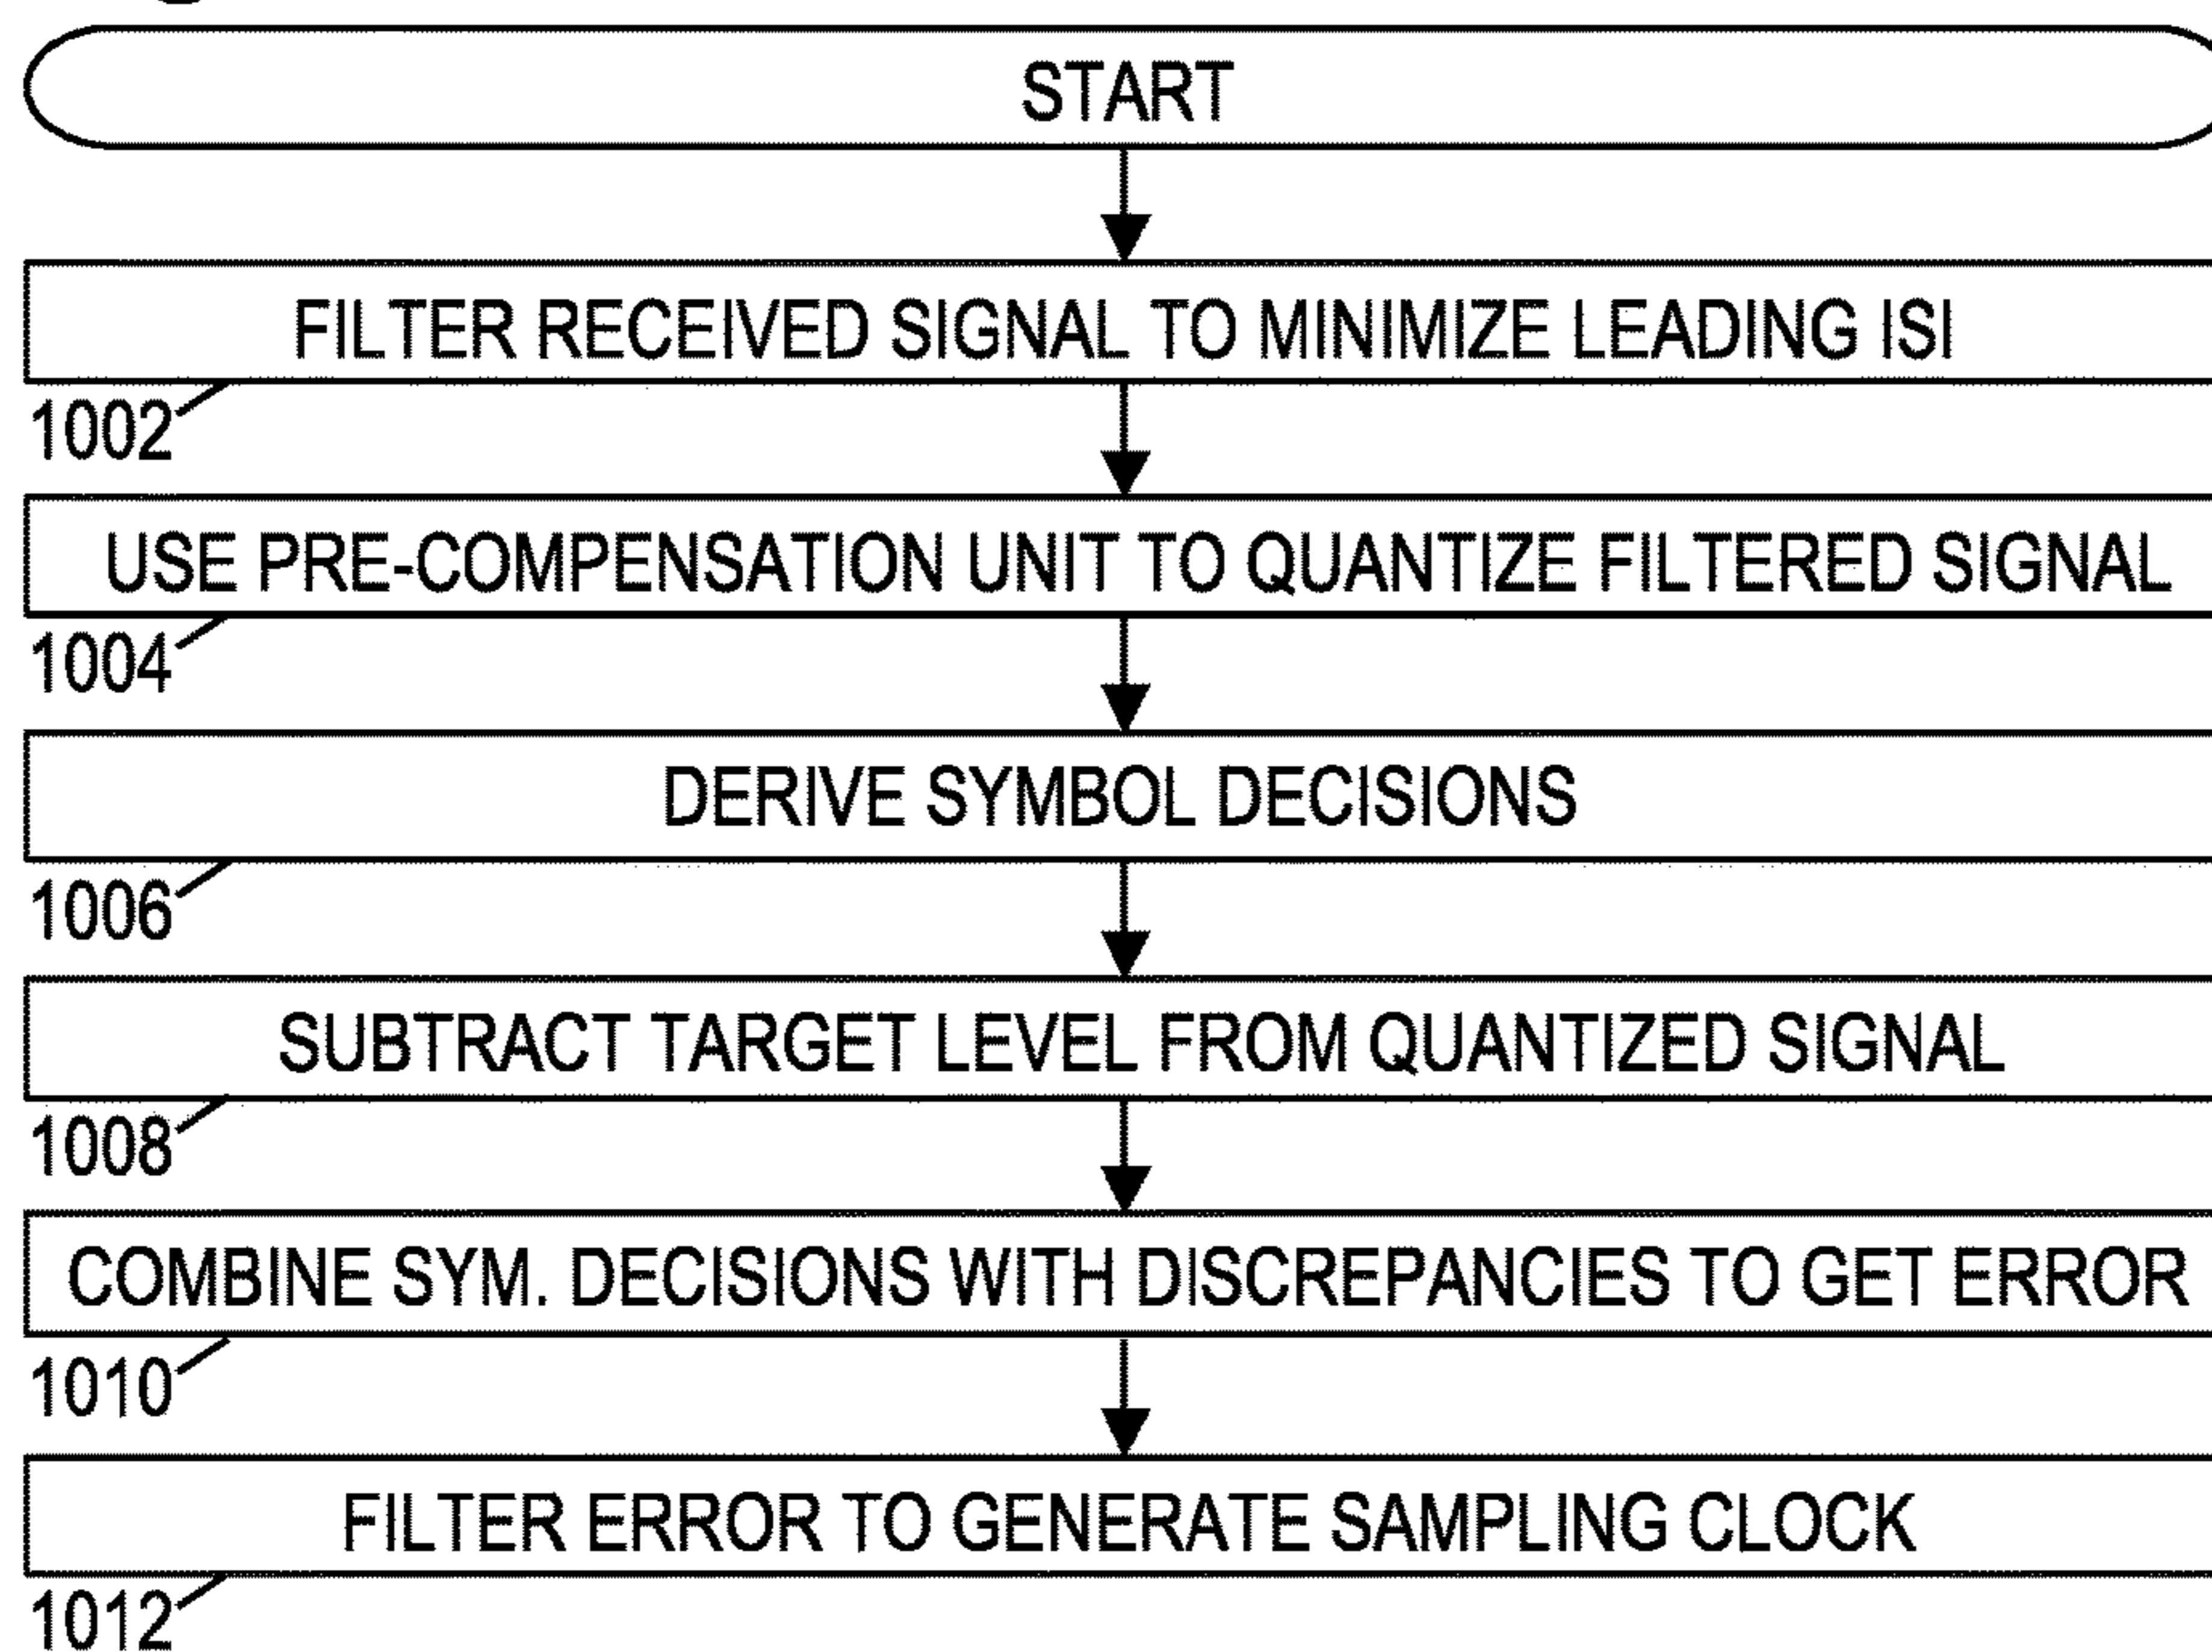 START
FILTER RECEIVED SIGNAL TO MINIMIZE LEADING ISI
1002
USE PRE-COMPENSATION UNIT TO QUANTIZE FILTERED SIGNAL
1004
DERIVE SYMBOL DECISIONS
1006
SUBTRACT TARGET LEVEL FROM QUANTIZED SIGNAL
1008
COMBINE SYM. DECISIONS WITH DISCREPANCIES TO GET ERROR
1010
FILTER ERROR TO GENERATE SAMPLING CLOCK
1012